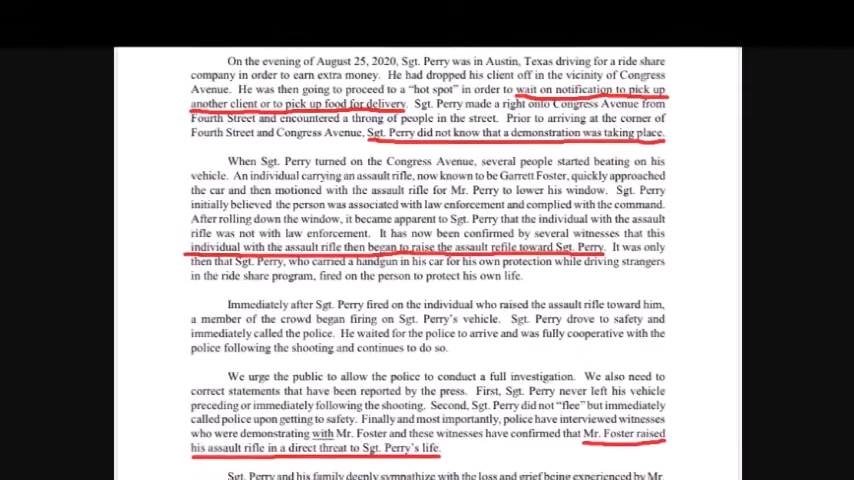 On the evening of August 25, 2020, Sgt. Perry was in Austin, Texas driving for a ride share
company in order to earn extra money. He had dropped his client off in the vicinity of Congress
Avenue. He was then going to proceed to a "hot spot" in order to wait on notification to pick up
another client or to pick up food for delivery. Sgt. Perry made a right onto Congress Avenue from
Fourth Street and encountered a throng of people in the street. Prior to arriving at the corner of
Fourth Street and Congress Avenue, Sgt. Perry did not know that a demonstration was taking place.
When Sgt. Perry turned on the Congress Avenue, several people started beating on his
vehicle. An individual carrying an assault rifle, now known to be Garrett Foster, quickly approached
the car and then motioned with the assault rifle for Mr. Perry to lower his window. Sgt. Perry
initially believed the person was associated with law enforcement and complied with the command.
After rolling down the window, it became apparent to Sgt. Perry that the individual with the assault
rifle was not with law enforcement. It has now been confirmed by several witnesses that this
individual with the assault rifle then began to raise the assault refile toward Sgt. Perry. It was only
then that Sgt. Perry, who carried a handgun in his car for his own protection while driving strangers
in the ride share program, fired on the person to protect his own life.
Immediately after Sgt. Perry fired on the individual who raised the assault rifle toward him,
a member of the crowd began firing on Sgt. Perry's vehicle. Sgt. Perry drove to safety and
immediately called the police. He waited for the police to arrive and was fully cooperative with the
police following the shooting and continues to do so.
We urge the public to allow the police to conduct a full investigation. We also need to
correct statements that have been reported by the press. First, Sgt. Perry never left his vehicle
preceding or immediately following the shooting. Second, Sgt. Perry did not "flee" but immediately
called police upon getting to safety. Finally and most importantly, police have interviewed witnesses
who were demonstrating with Mr. Foster and these witnesses have confirmed that Mr. Foster raised
his assault rifle in a direct threat to Sgt. Perry's life.
Sgt. Perry and his family deeply sympathize with the loss and grief being experienced by Mr.